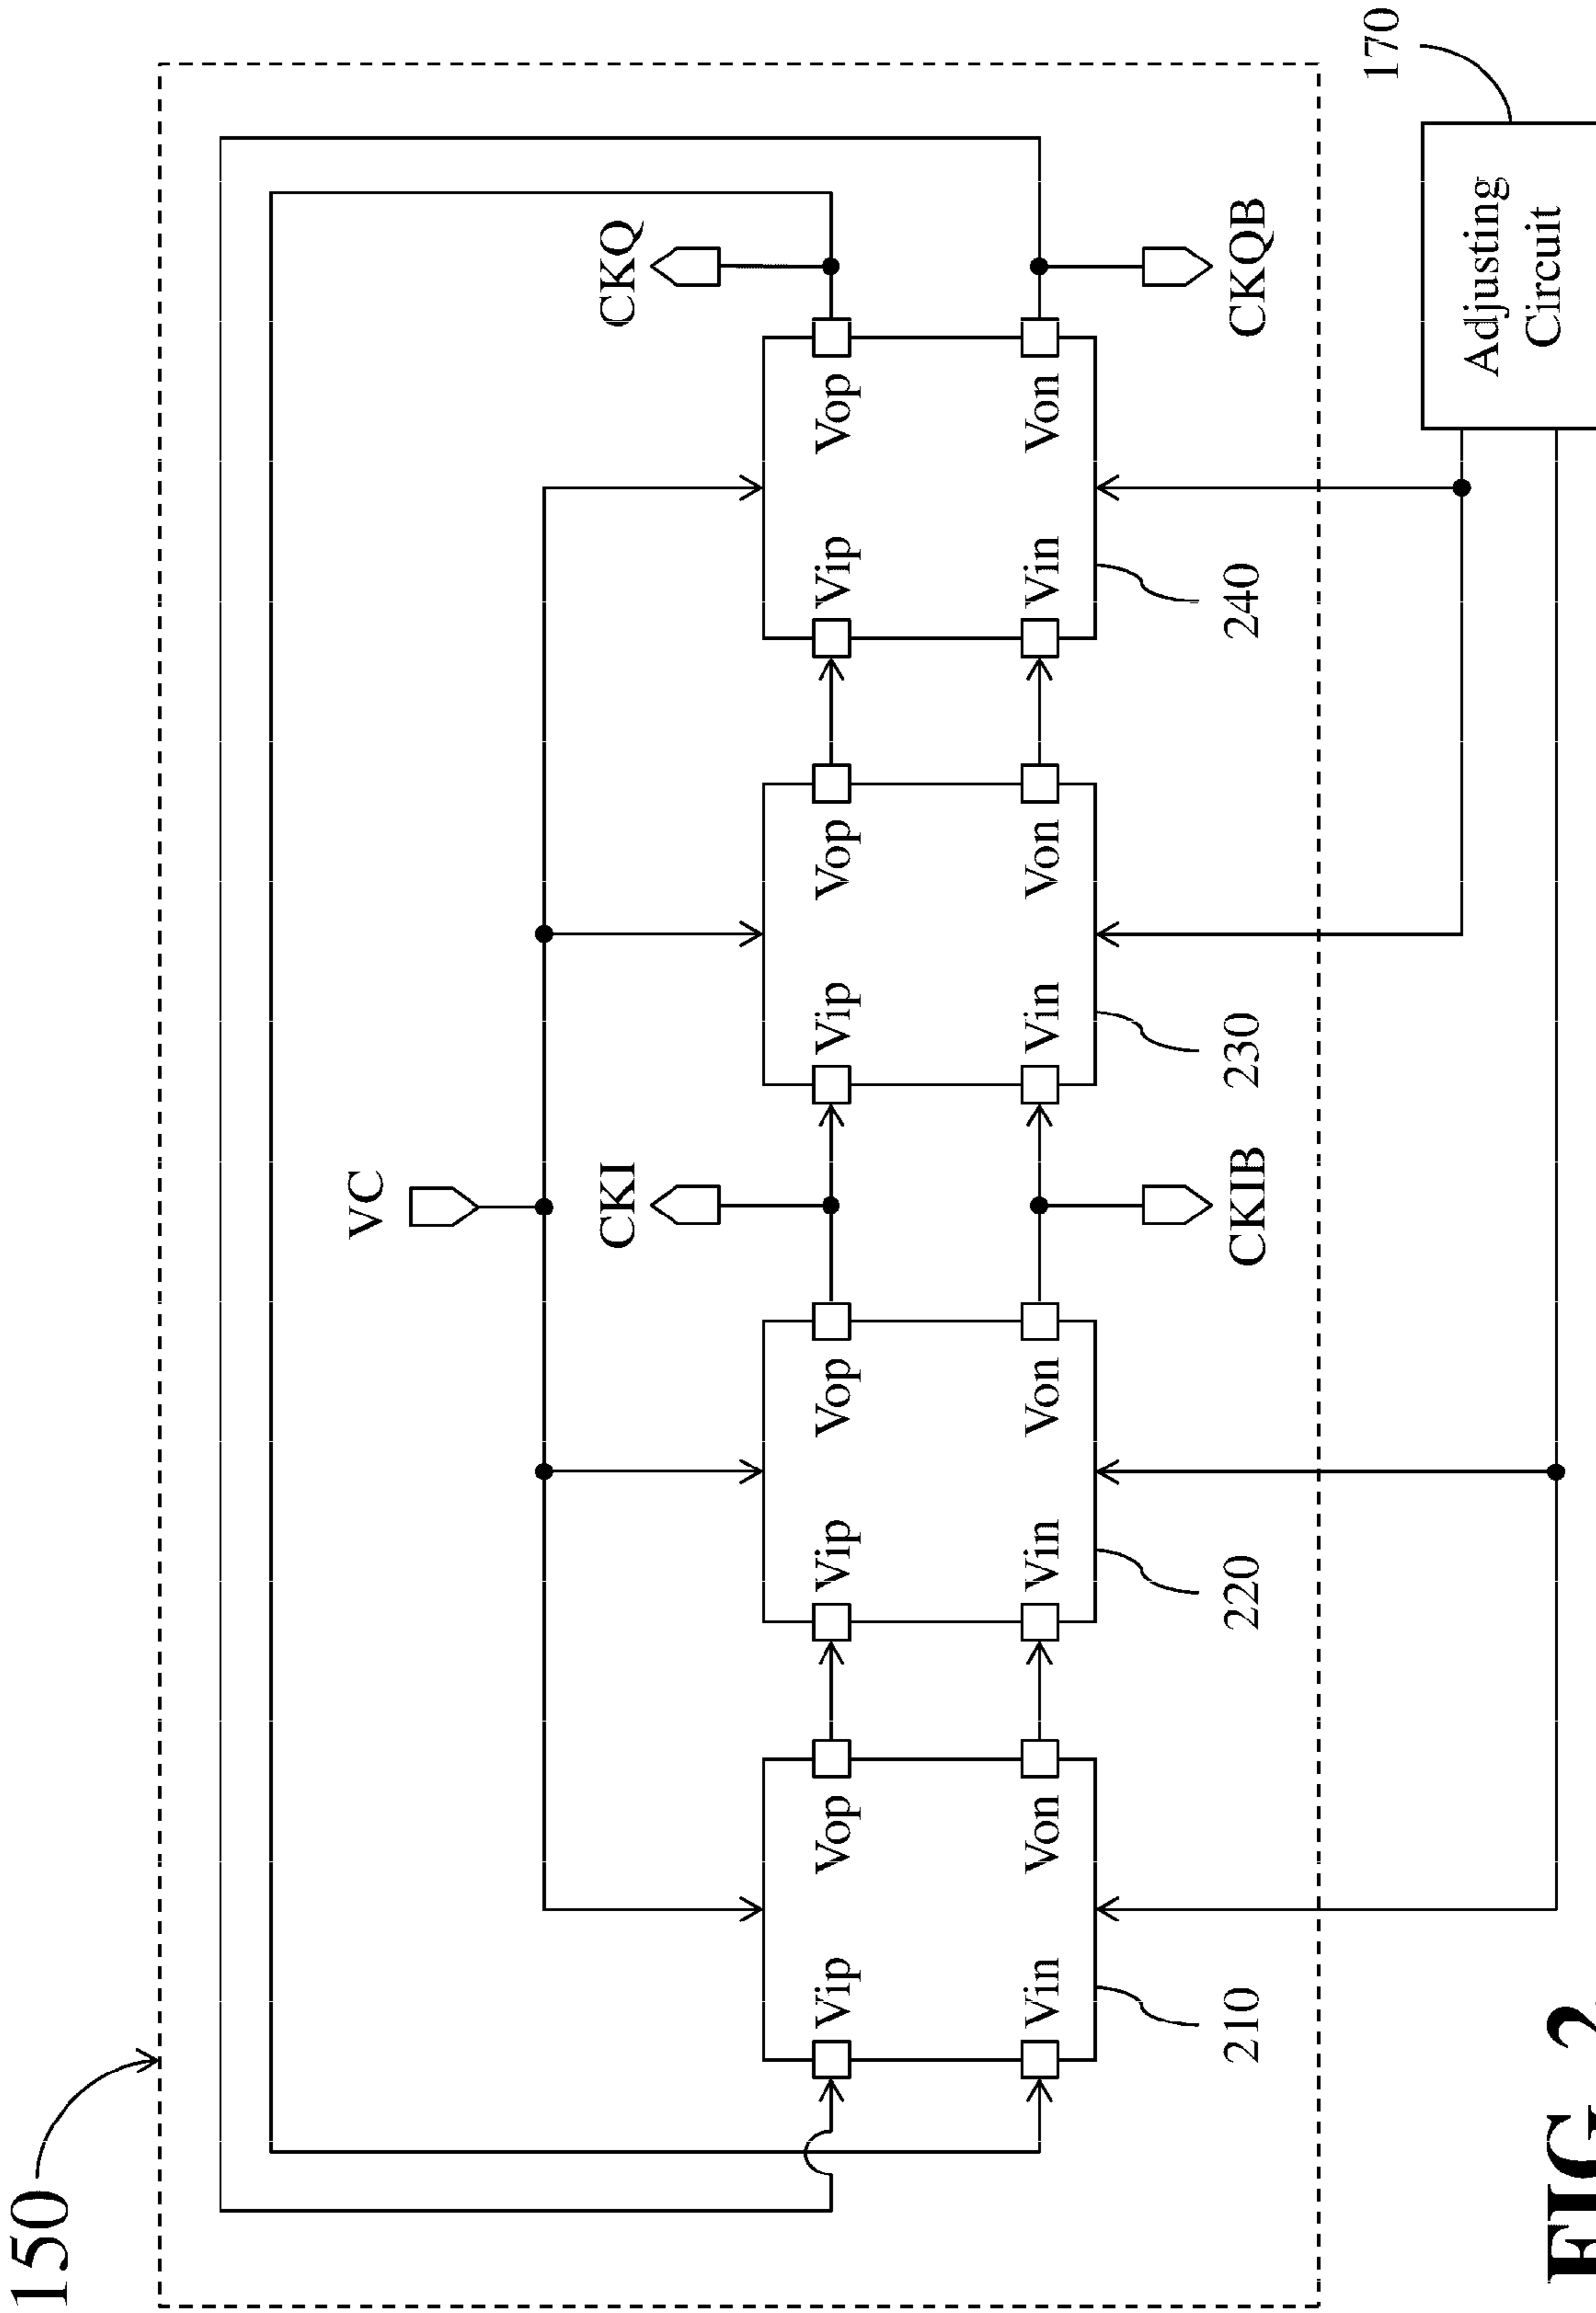 150
VC
CKI
CKQ
Vip
Vop
Vip
Vop
Vip
Vop
Vip
Vop
Vin
Von
Vin
Von
Vin
Von
Vin
Von
210
220
CKIB
230
240
CKQB
170
Adjusting
Circuit
FIG. 2